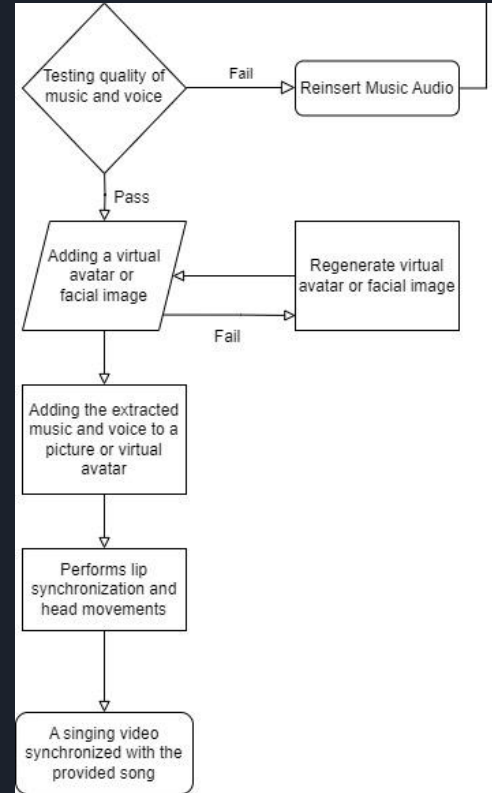 Testing quality of
music and voice
Fail
Reinsert Music Audio
Pass
Adding a virtual
avatar or
facial image
Regenerate virtual
avatar or facial image
Fail
Adding the extracted
music and voice to a
picture or virtual
avatar
Performs lip
synchronization and
head movements
A singing video
synchronized with the
provided song